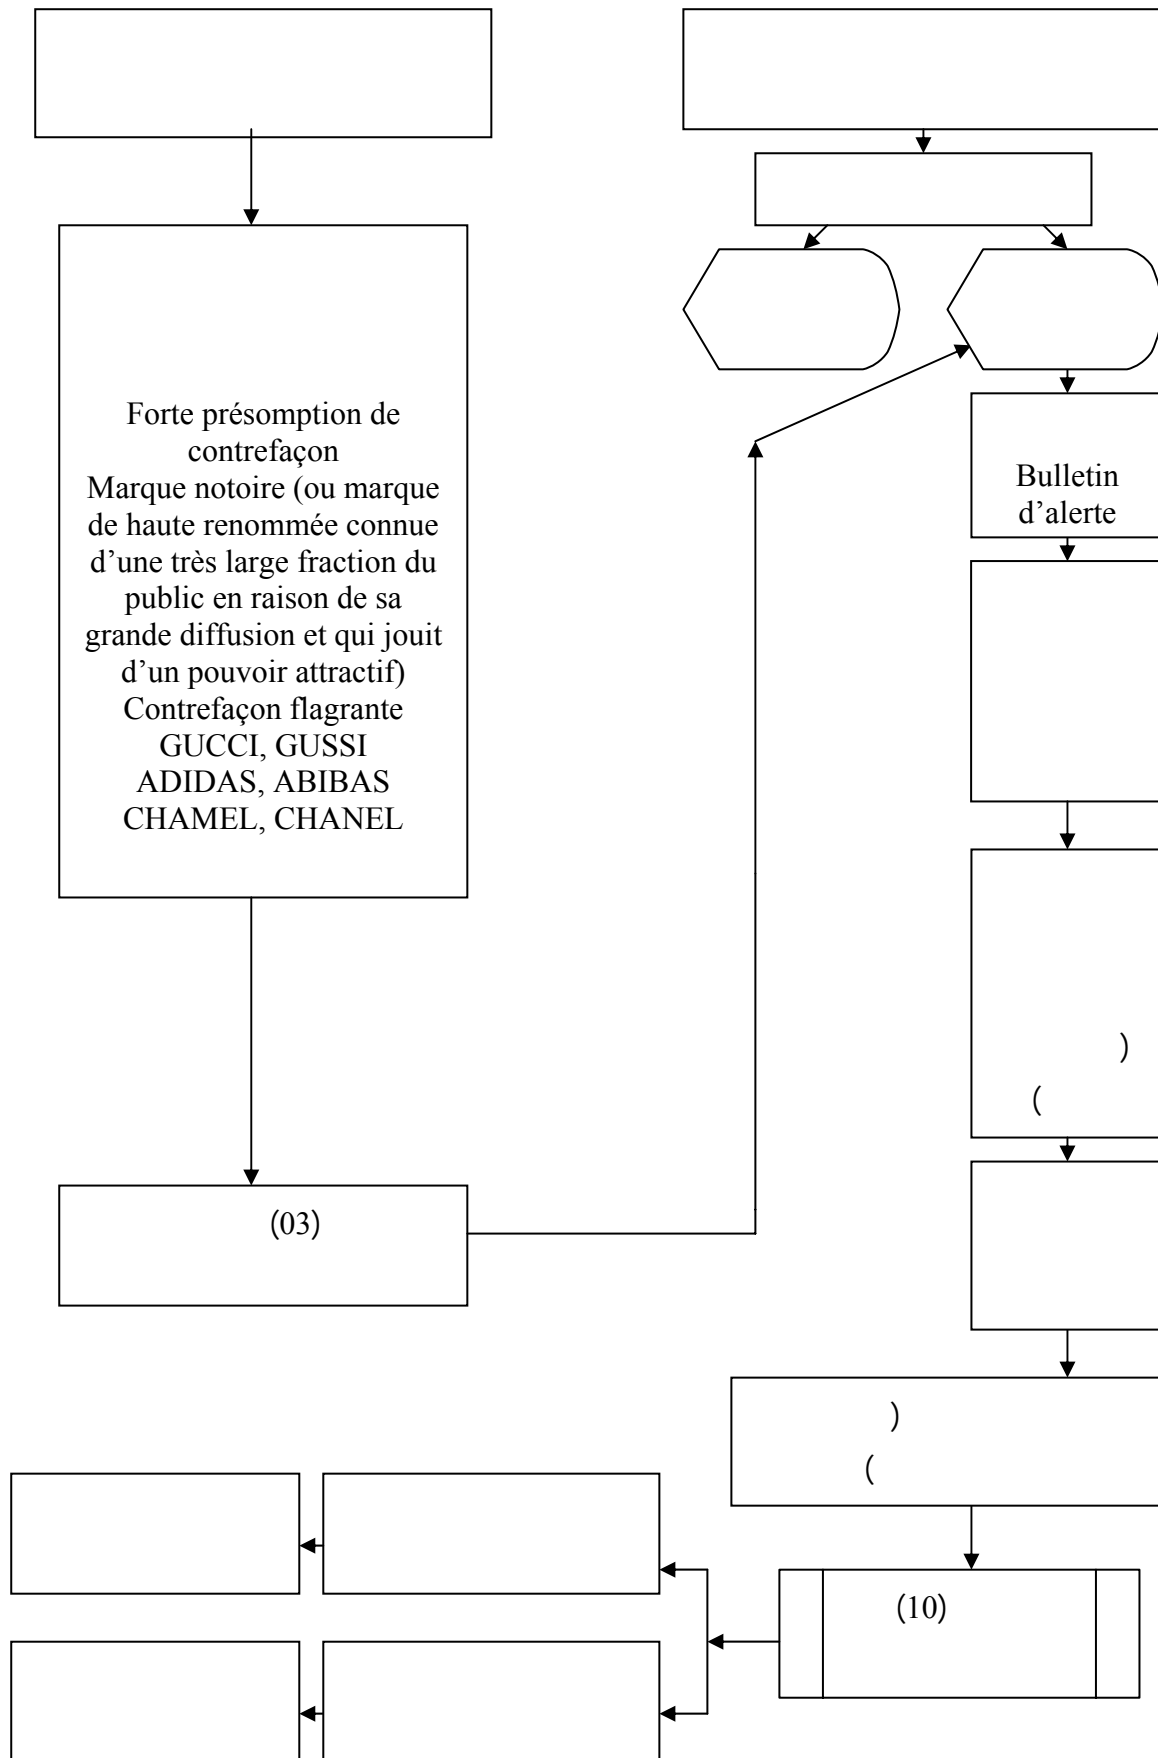 Forte présomption de
contrefaçon
Marque notoire (ou marque
de haute renommée connue
d’une très large fraction du
public en raison de sa
grande diffusion et qui jouit
d’un pouvoir attractif)
Contrefaçon flagrante
GUCCI, GUSSI
ADIDAS, ABIBAS
CHAMEL, CHANEL
(03)
Bulletin
d’alerte
)
(
)
(
(10)